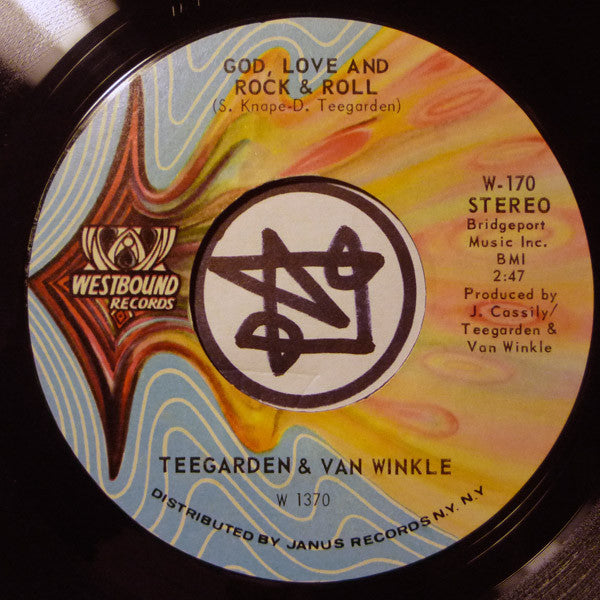 GOD, LOVE AND
ROCK & ROLL
(S. Knape-D. Teegarden)
W-170
STEREO
Bridgeport
Music Inc.
BMI
2:47
Produced by
J. Cassily/
Teegarden &
Van Winkle
WESTBOUND
RECORDS
TEEGARDEN & VAN WINKLE
W 1370
DISTRIBUTED BY JANUS RECORDS N.Y. N.Y